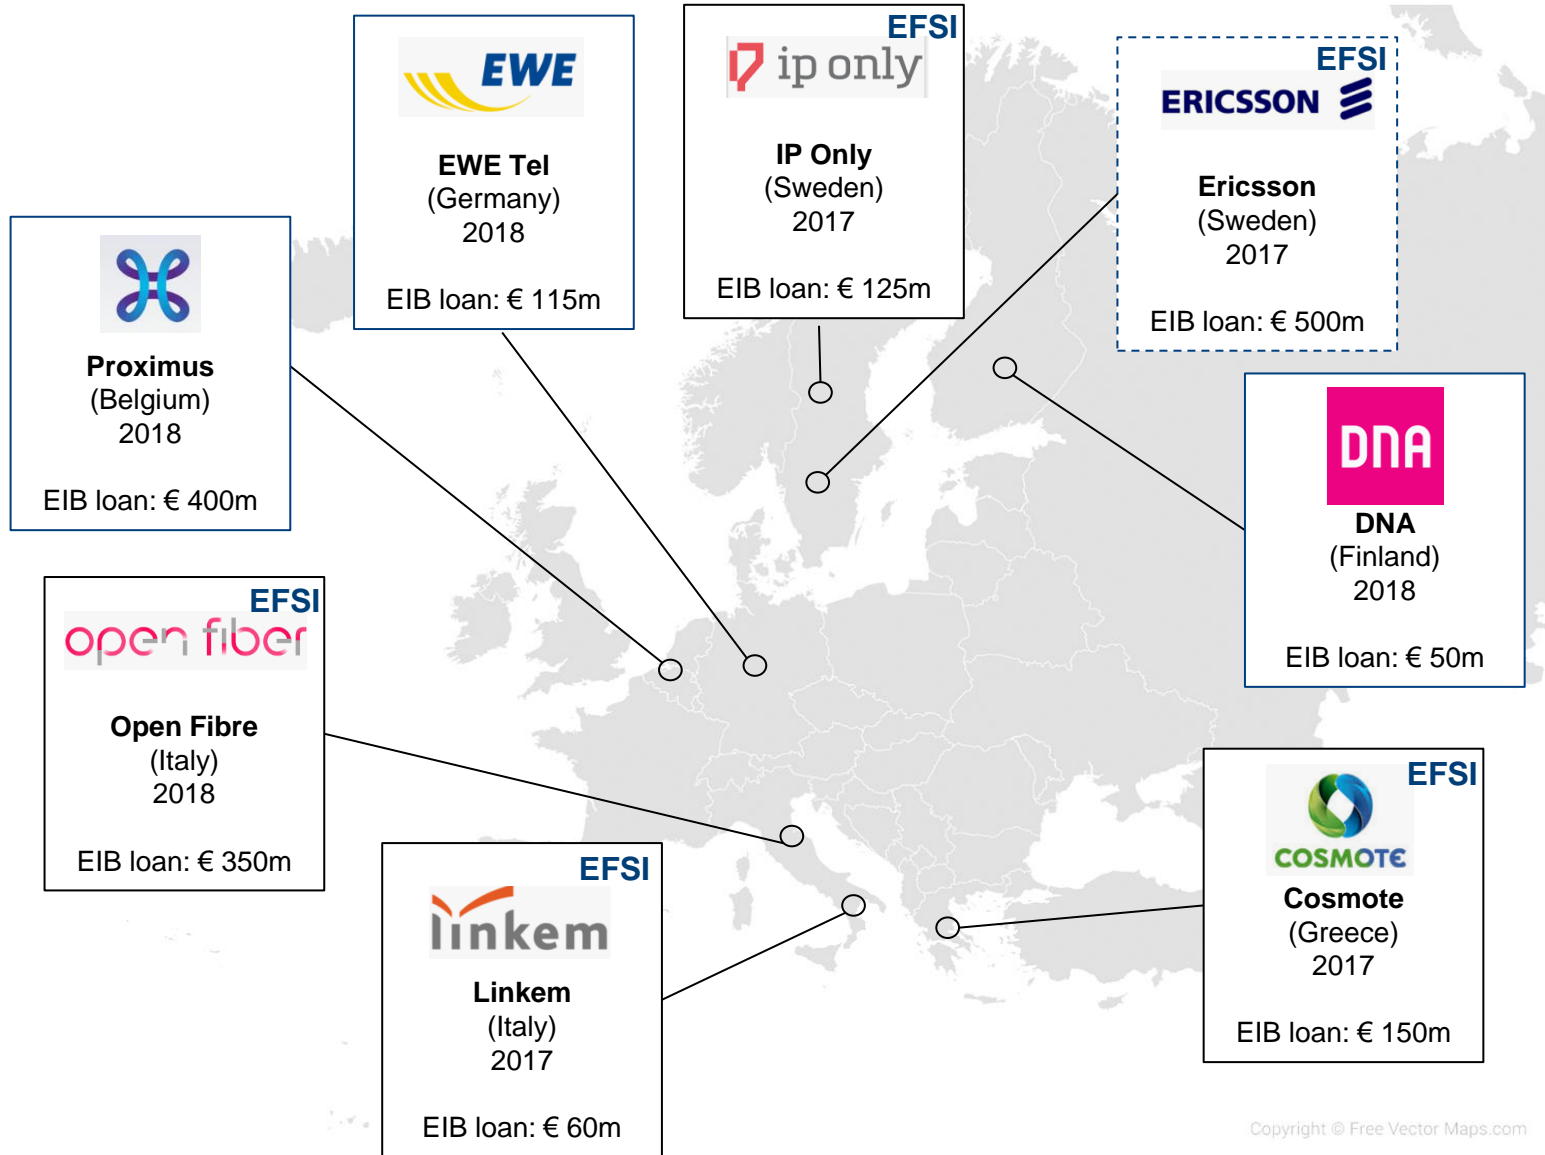 EWE
EWE Tel
(Germany)
2018
EIB loan: € 115m
EFSI
ip only
IP Only
(Sweden)
2017
EIB loan: € 125m
EFSI
ERICSSON
Ericsson
(Sweden)
2017
EIB loan: € 500m
Proximus
(Belgium)
2018
EIB loan: € 400m
DNA
DNA
(Finland)
2018
EIB loan: € 50m
EFSI
open fiber
Open Fibre
(Italy)
2018
EIB loan: € 350m
EFSI
linkem
Linkem
(Italy)
2017
EIB loan: € 60m
EFSI
COSMOTE
Cosmote
(Greece)
2017
EIB loan: € 150m
Copyright © Free Vector Maps.com